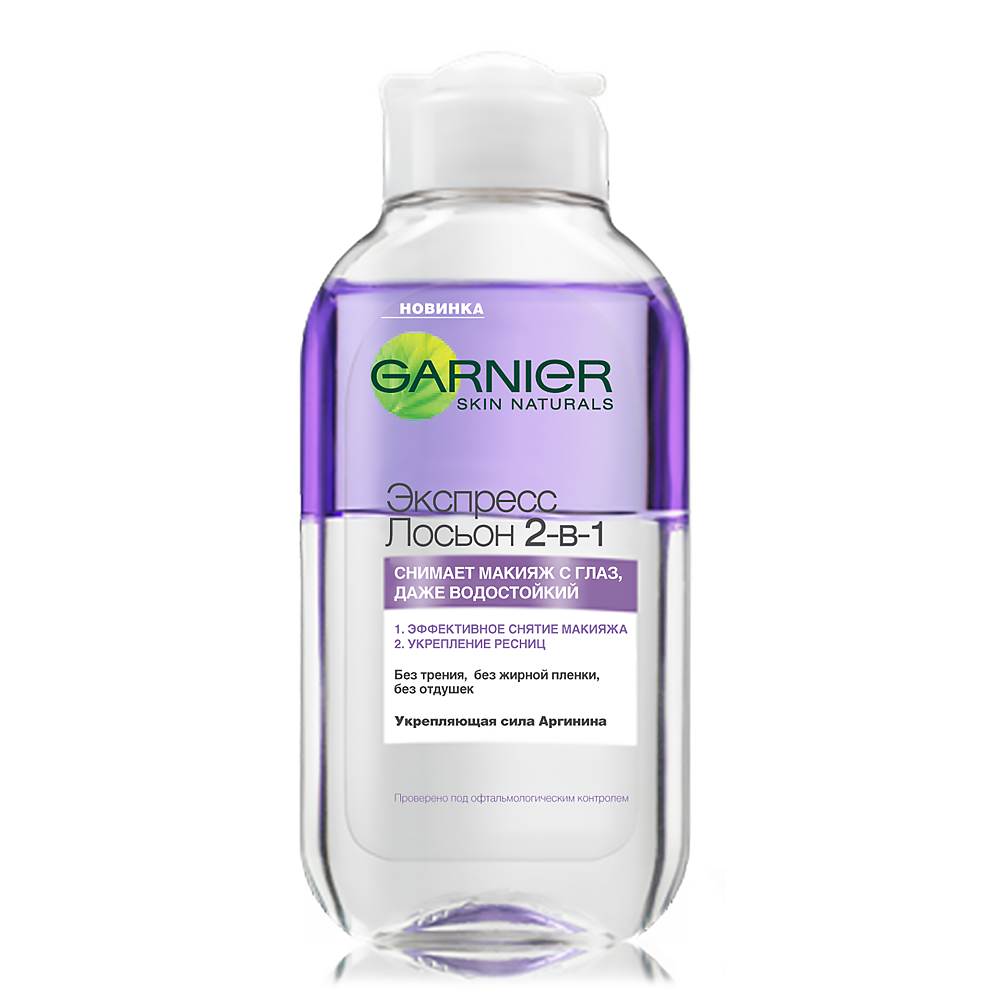 НОВИНКА
GARNIER
SKIN NATURALS
Экспресс
Лосьон 2-в-1
СНИМАЕТ МАКИЯЖ С ГЛАЗ,
ДАЖЕ ВОДОСТОЙКИЙ
1. ЭФФЕКТИВНОЕ СНЯТИЕ МАКИЯЖА
2. УКРЕПЛЕНИЕ РЕСНИЦ
Без трения, без жирной пленки,
без отдушек
Укрепляющая сила Аргинина
Проверено под офтальмологическим контролем